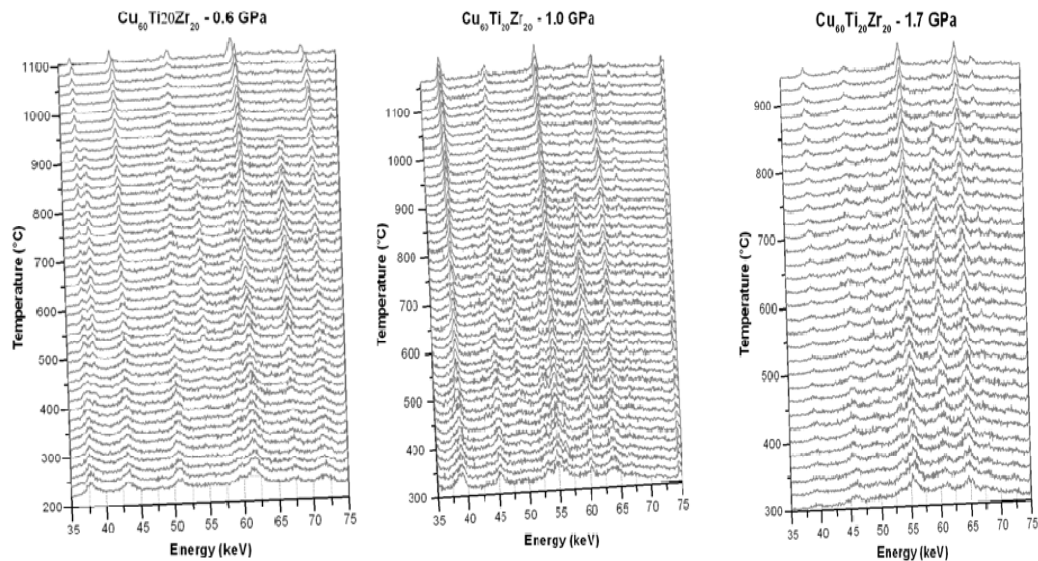 Cu60Ti20Zr20 - 0.6 GPa
1100
1000
900
800
700
600
500
400
300
200
Temperature (°C)
35 40 45 50 55 60 65 70 75
Energy (keV)
Cu60Ti20Zr20 - 1.0 GPa
1100
1000
900
800
700
600
500
400
300
Temperature (°C)
35 40 45 50 55 60 65 70 75
Energy (keV)
Cu60Ti20Zr20 - 1.7 GPa
900
800
700
600
500
400
300
Temperature (°C)
35 40 45 50 55 60 65 70 75
Energy (keV)